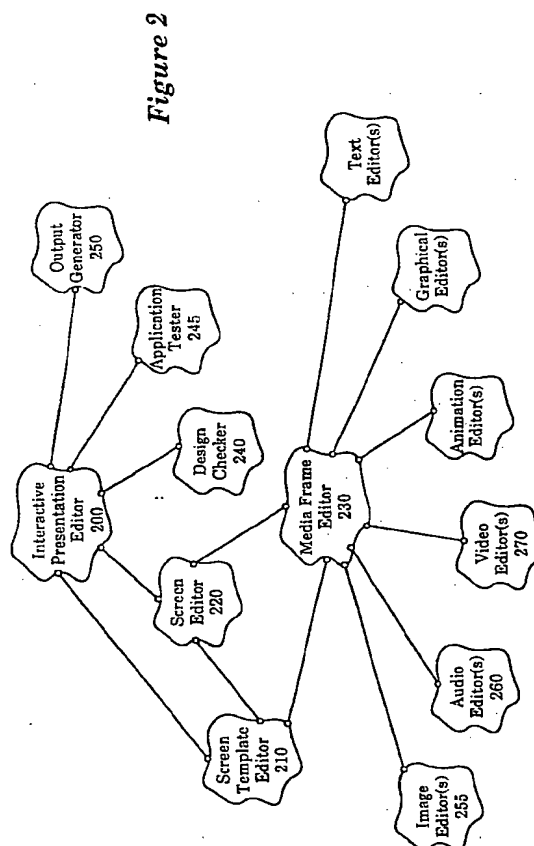 Figure 2
Interactive
Presentation
Editor
200
Output
Generator
250
Application
Tester
245
Design
Checker
240
Screen
Editor
220
Screen
Template
Editor
210
Media Frame
Editor
230
Image
Editor(s)
255
Audio
Editor(s)
260
Video
Editor(s)
270
Animation
Editor(s)
Graphical
Editor(s)
Text
Editor(s)